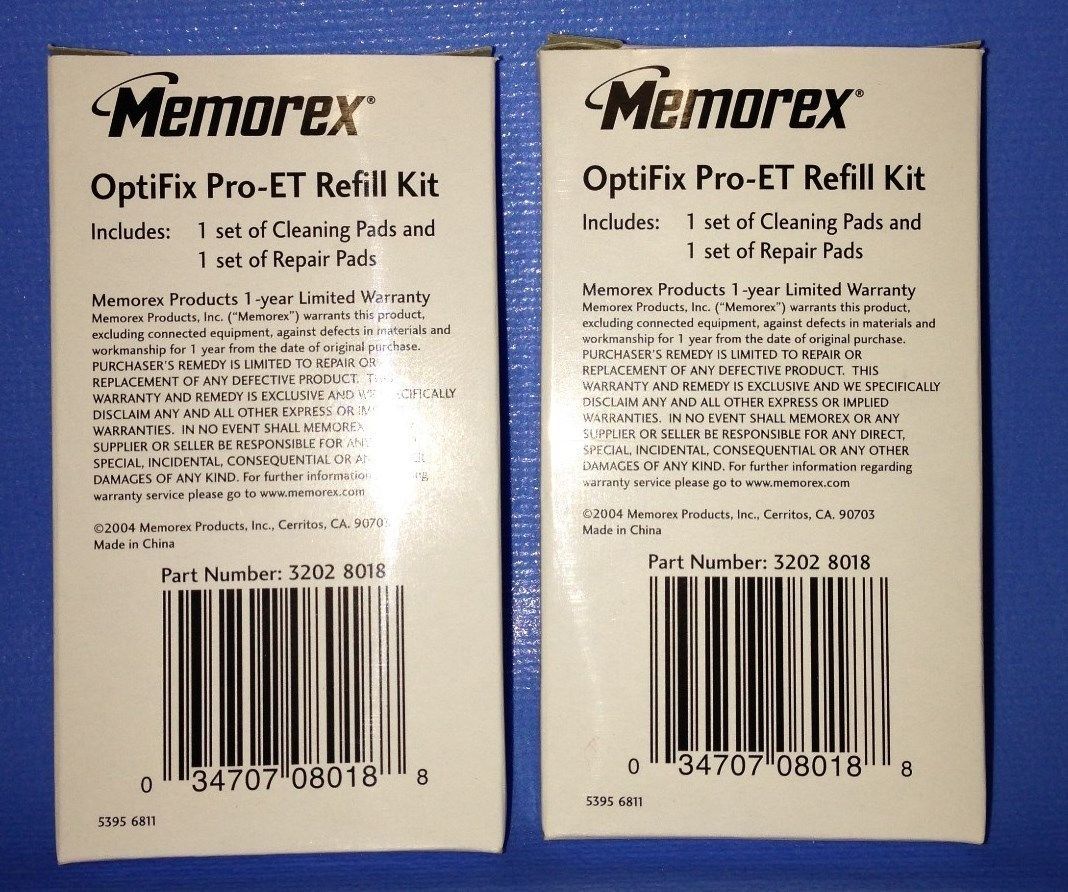 Memorex®
OptiFix Pro-ET Refill Kit
Includes: 1 set of Cleaning Pads and
1 set of Repair Pads
Memorex Products 1-year Limited Warranty
Memorex Products, Inc. (“Memorex”) warrants this product,
excluding connected equipment, against defects in materials and
workmanship for 1 year from the date of original purchase.
PURCHASER'S REMEDY IS LIMITED TO REPAIR OR
REPLACEMENT OF ANY DEFECTIVE PRODUCT.
WARRANTY AND REMEDY IS EXCLUSIVE AND
DISCLAIM ANY AND ALL OTHER EXPRESS OR
WARRANTIES. IN NO EVENT SHALL MEMOREX
SUPPLIER OR SELLER BE RESPONSIBLE FOR
SPECIAL, INCIDENTAL, CONSEQUENTIAL OR
DAMAGES OF ANY KIND. For further information
warranty service please go to www.memorex.com
©2004 Memorex Products, Inc., Cerritos, CA.
Made in China
Part Number: 3202 8018
0 34707 08018 8
5395 6811
Memorex®
OptiFix Pro-ET Refill Kit
Includes: 1 set of Cleaning Pads and
1 set of Repair Pads
Memorex Products 1-year Limited Warranty
Memorex Products, Inc. (“Memorex”) warrants this product,
excluding connected equipment, against defects in materials and
workmanship for 1 year from the date of original purchase.
PURCHASER'S REMEDY IS LIMITED TO REPAIR OR
REPLACEMENT OF ANY DEFECTIVE PRODUCT. THIS
WARRANTY AND REMEDY IS EXCLUSIVE AND WE SPECIFICALLY
DISCLAIM ANY AND ALL OTHER EXPRESS OR IMPLIED
WARRANTIES. IN NO EVENT SHALL MEMOREX OR ANY
SUPPLIER OR SELLER BE RESPONSIBLE FOR ANY DIRECT,
SPECIAL, INCIDENTAL, CONSEQUENTIAL OR ANY OTHER
DAMAGES OF ANY KIND. For further information regarding
warranty service please go to www.memorex.com
©2004 Memorex Products, Inc., Cerritos, CA. 90703
Made in China
Part Number: 3202 8018
0 34707 08018 8
5395 6811